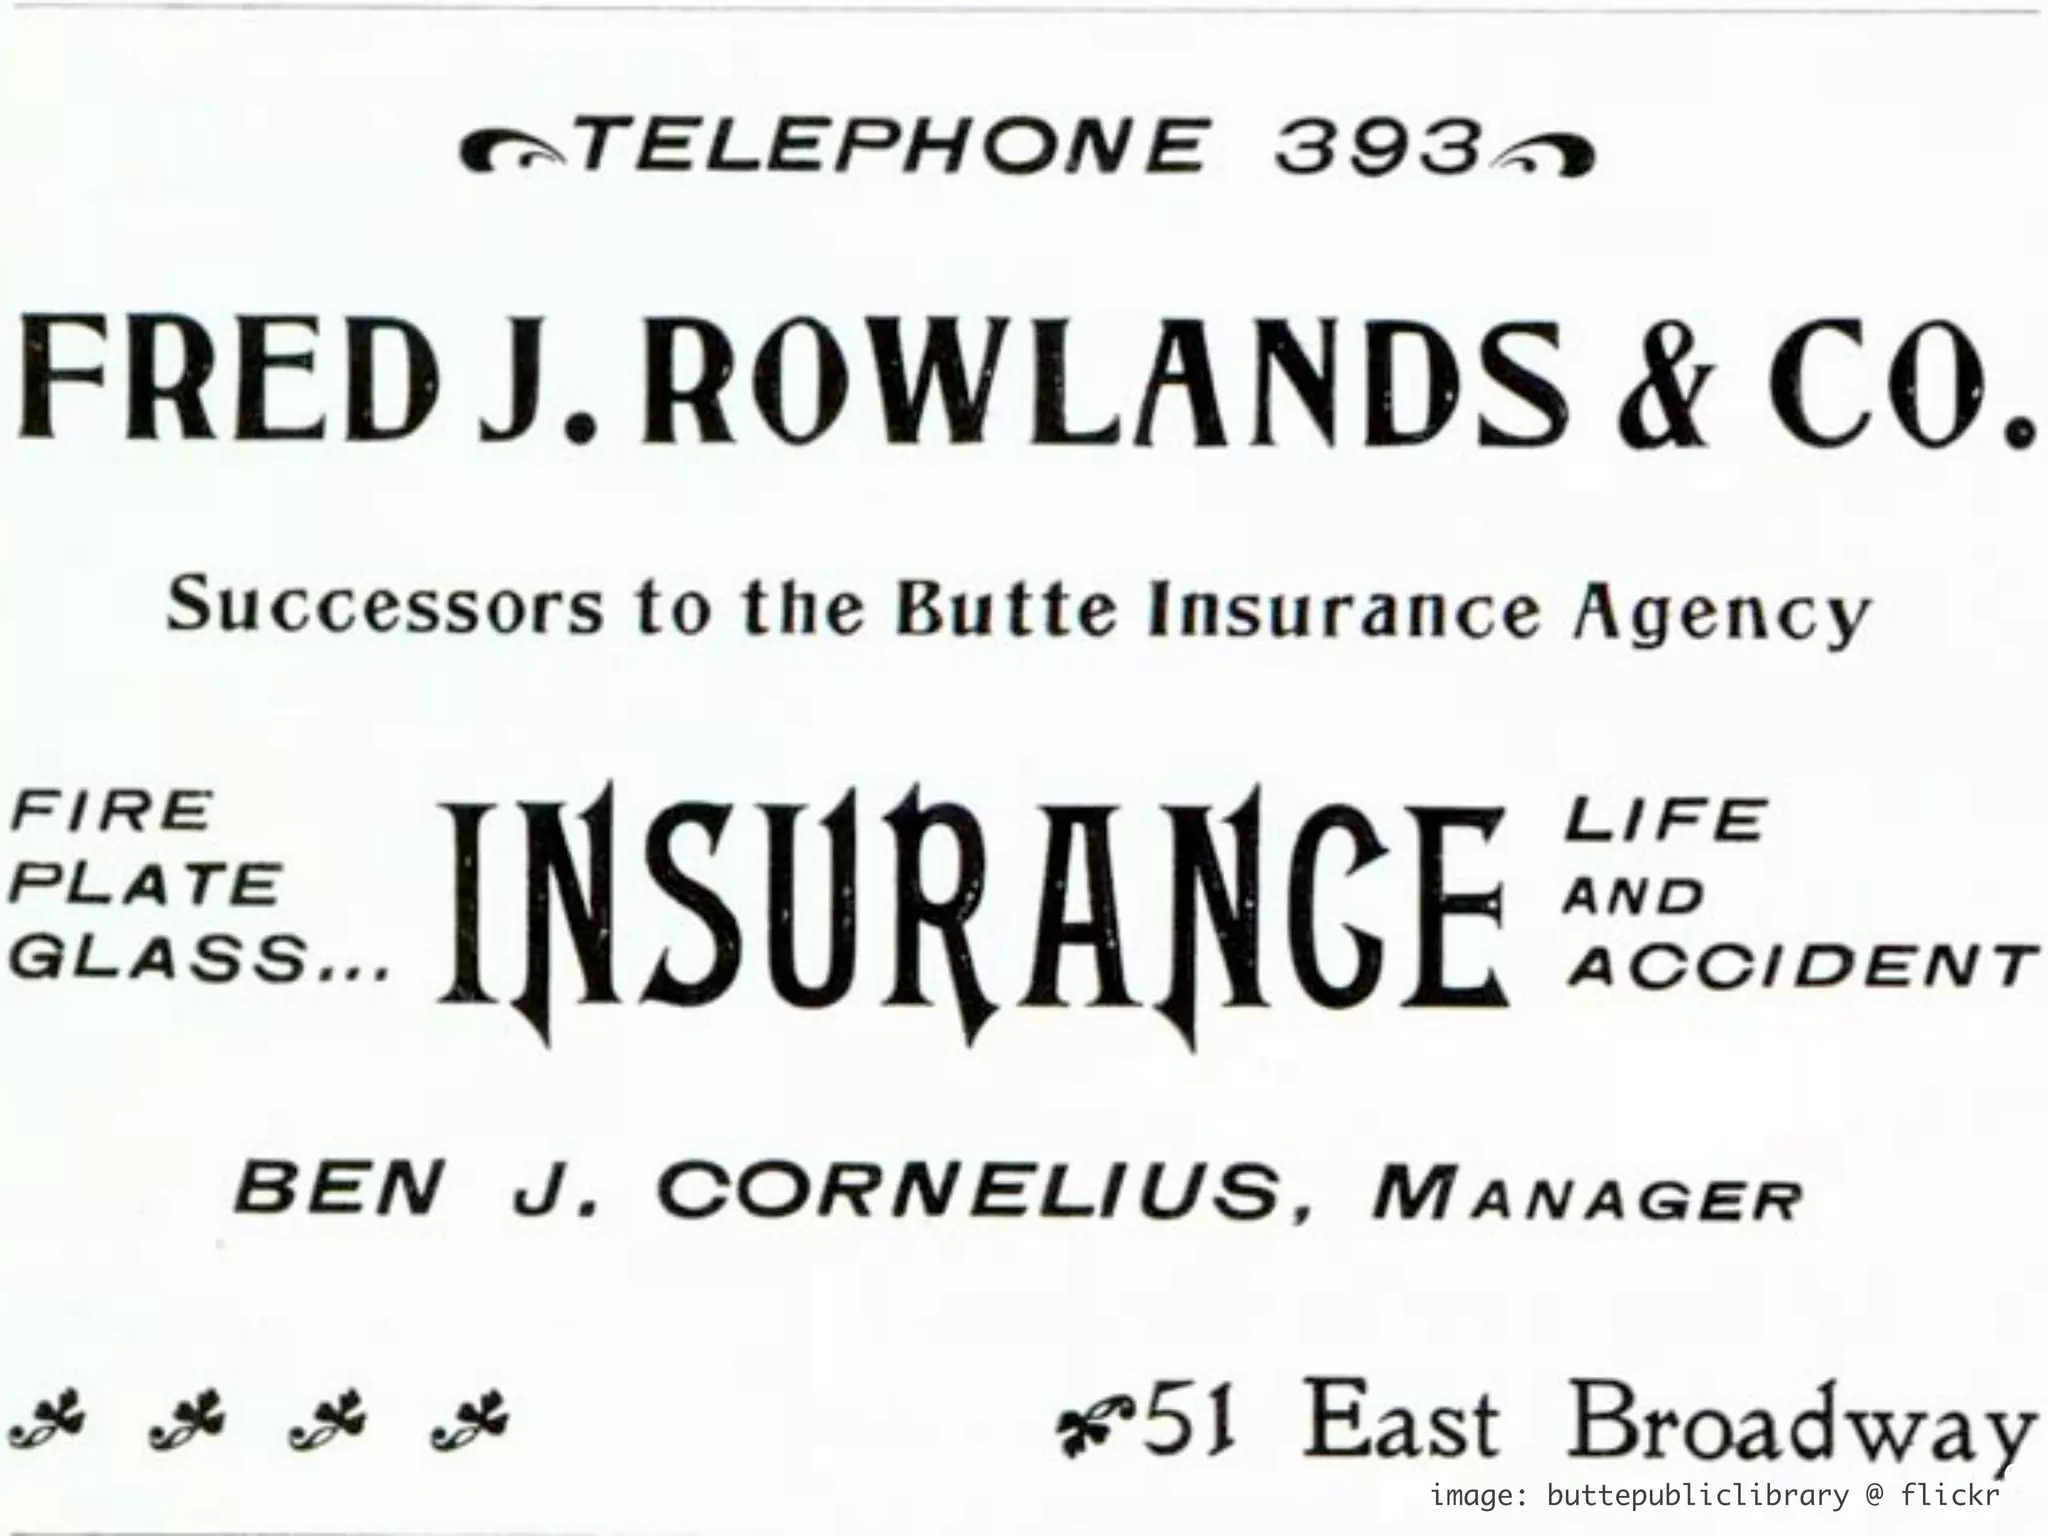 TELEPHONE 393
FRED J. ROWLANDS & CO.
Successors to the Butte Insurance Agency
FIRE
PLATE
GLASS...
INSURANCE
LIFE
AND
ACCIDENT
BEN J. CORNELIUS, MANAGER
51 East Broadway
image: buttepubliclibrary @ flickr